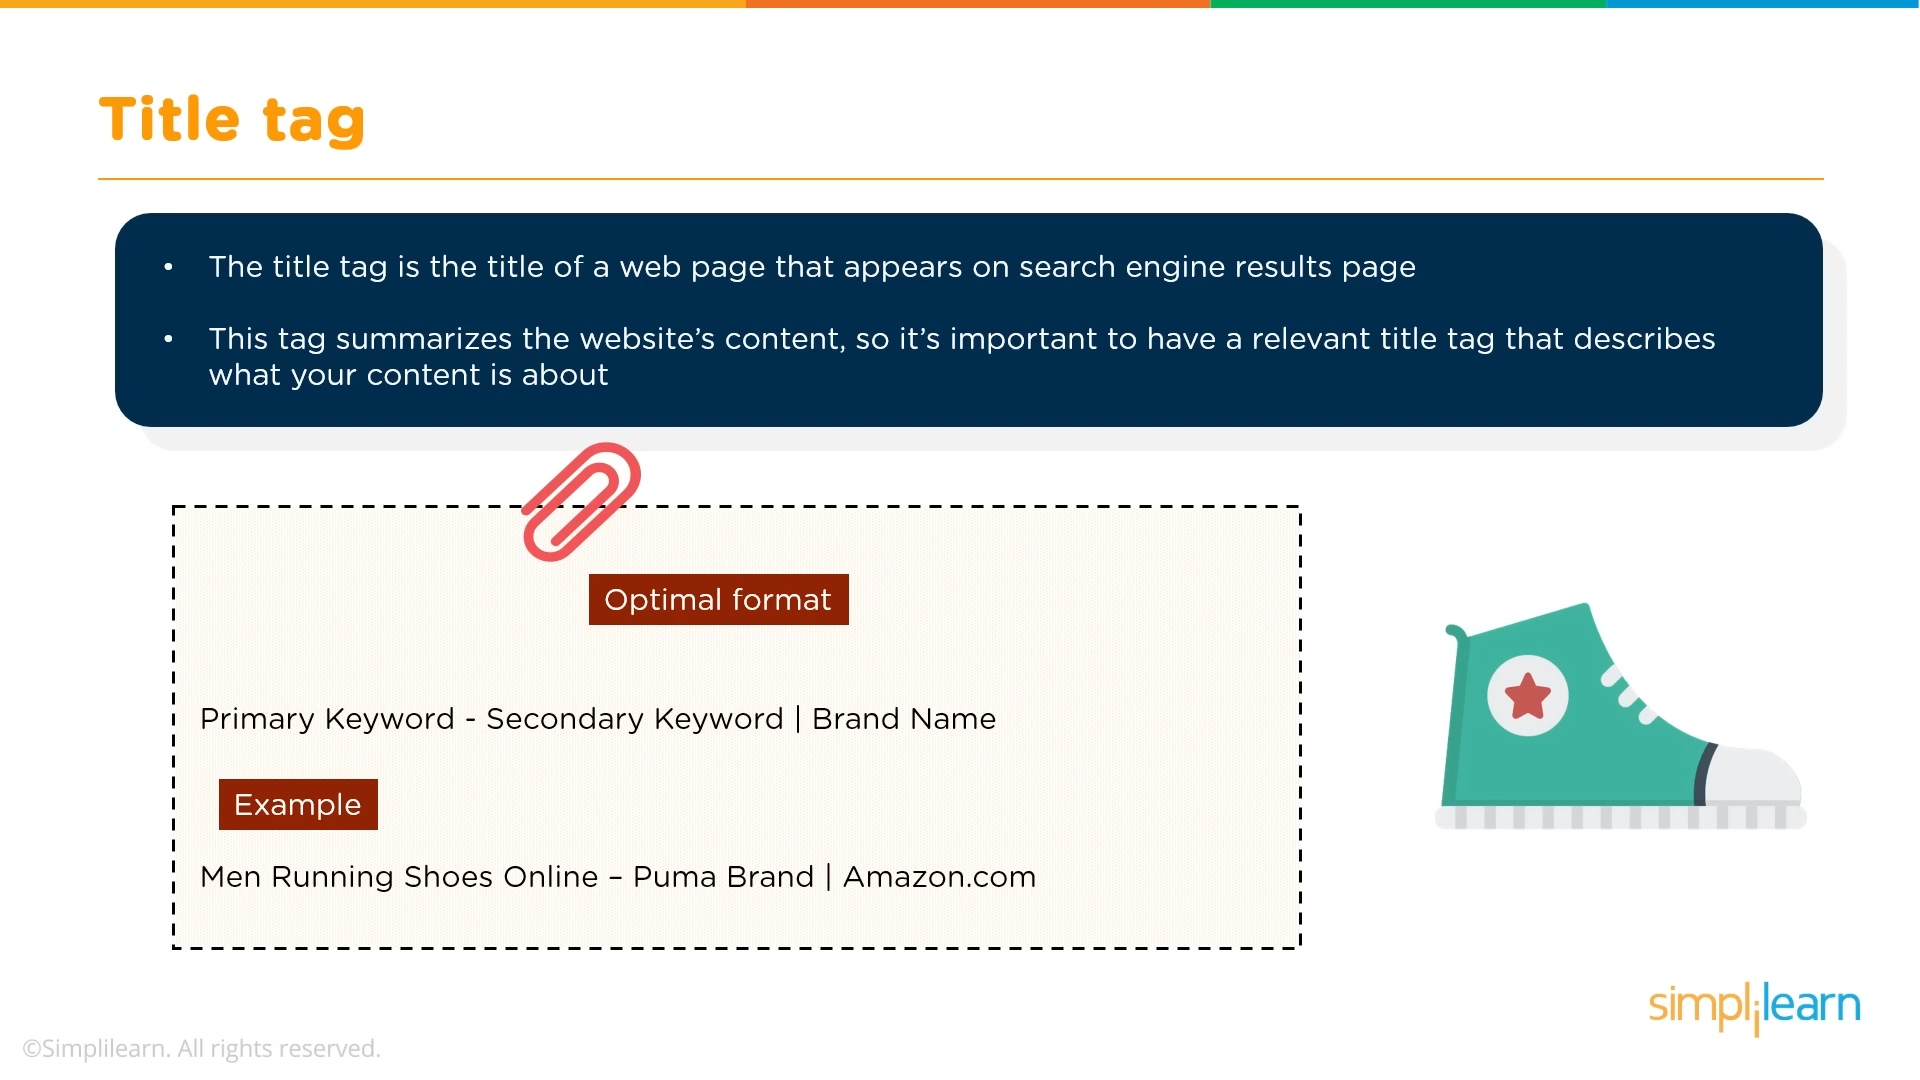 Title tag
• The title tag is the title of a web page that appears on search engine results page
• This tag summarizes the website’s content, so it’s important to have a relevant title tag that describes
what your content is about
Optimal format
Primary Keyword - Secondary Keyword | Brand Name
Example
Men Running Shoes Online – Puma Brand | Amazon.com
simplilearn
©Simplilearn. All rights reserved.